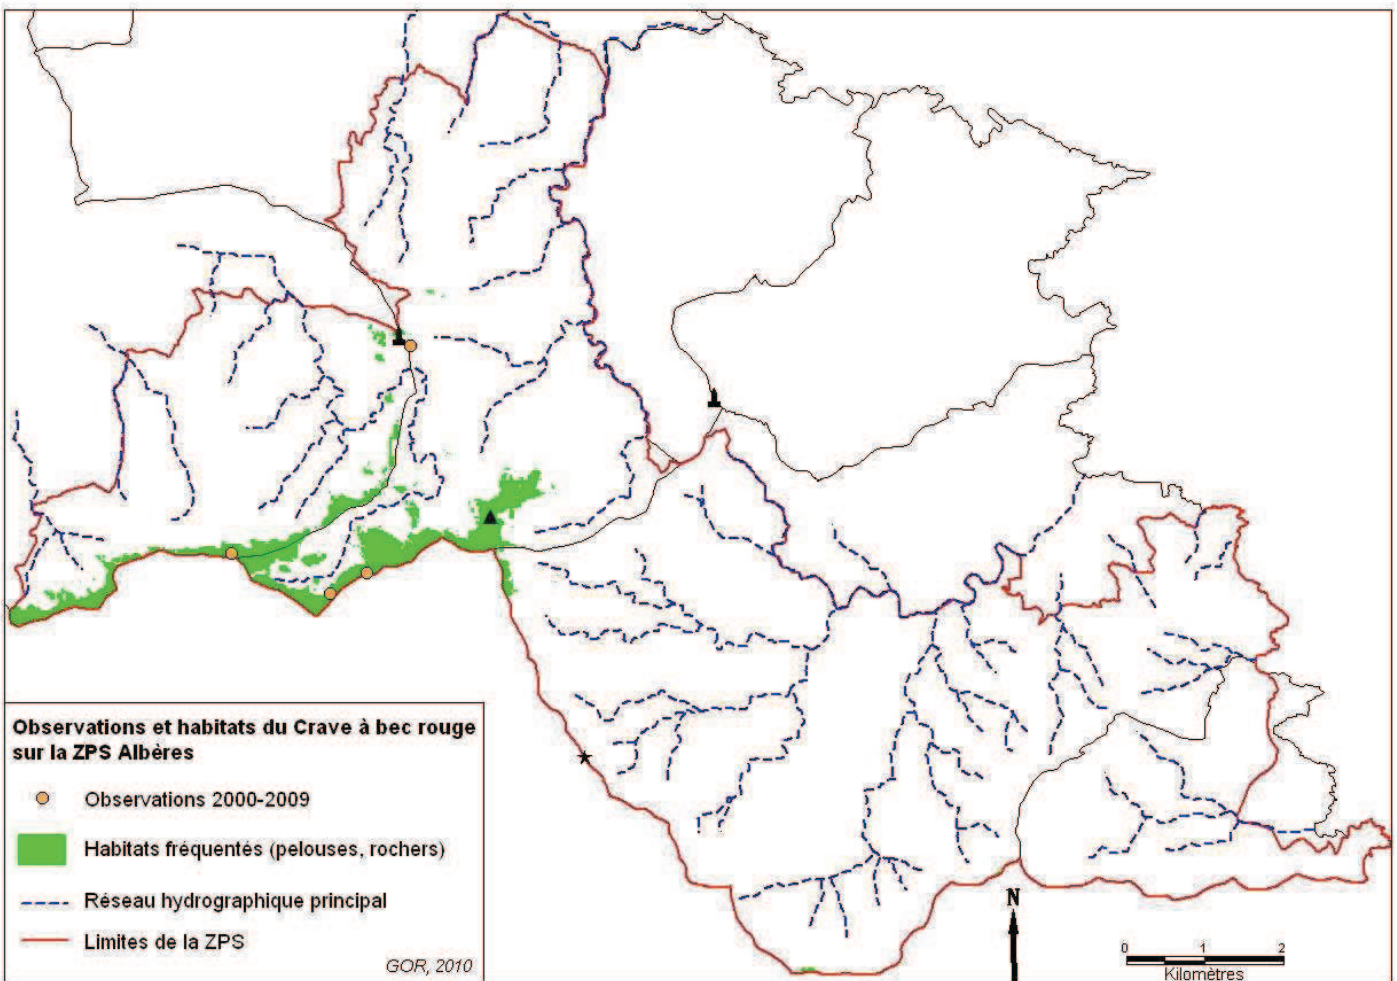 Observations et habitats du Crave à bec rouge
sur la ZPS Albères
Observations 2000-2009
Habitats fréquentés (pelouses, rochers)
Réseau hydrographique principal
Limites de la ZPS
GOR, 2010
N
0 1 2
Kilomètres